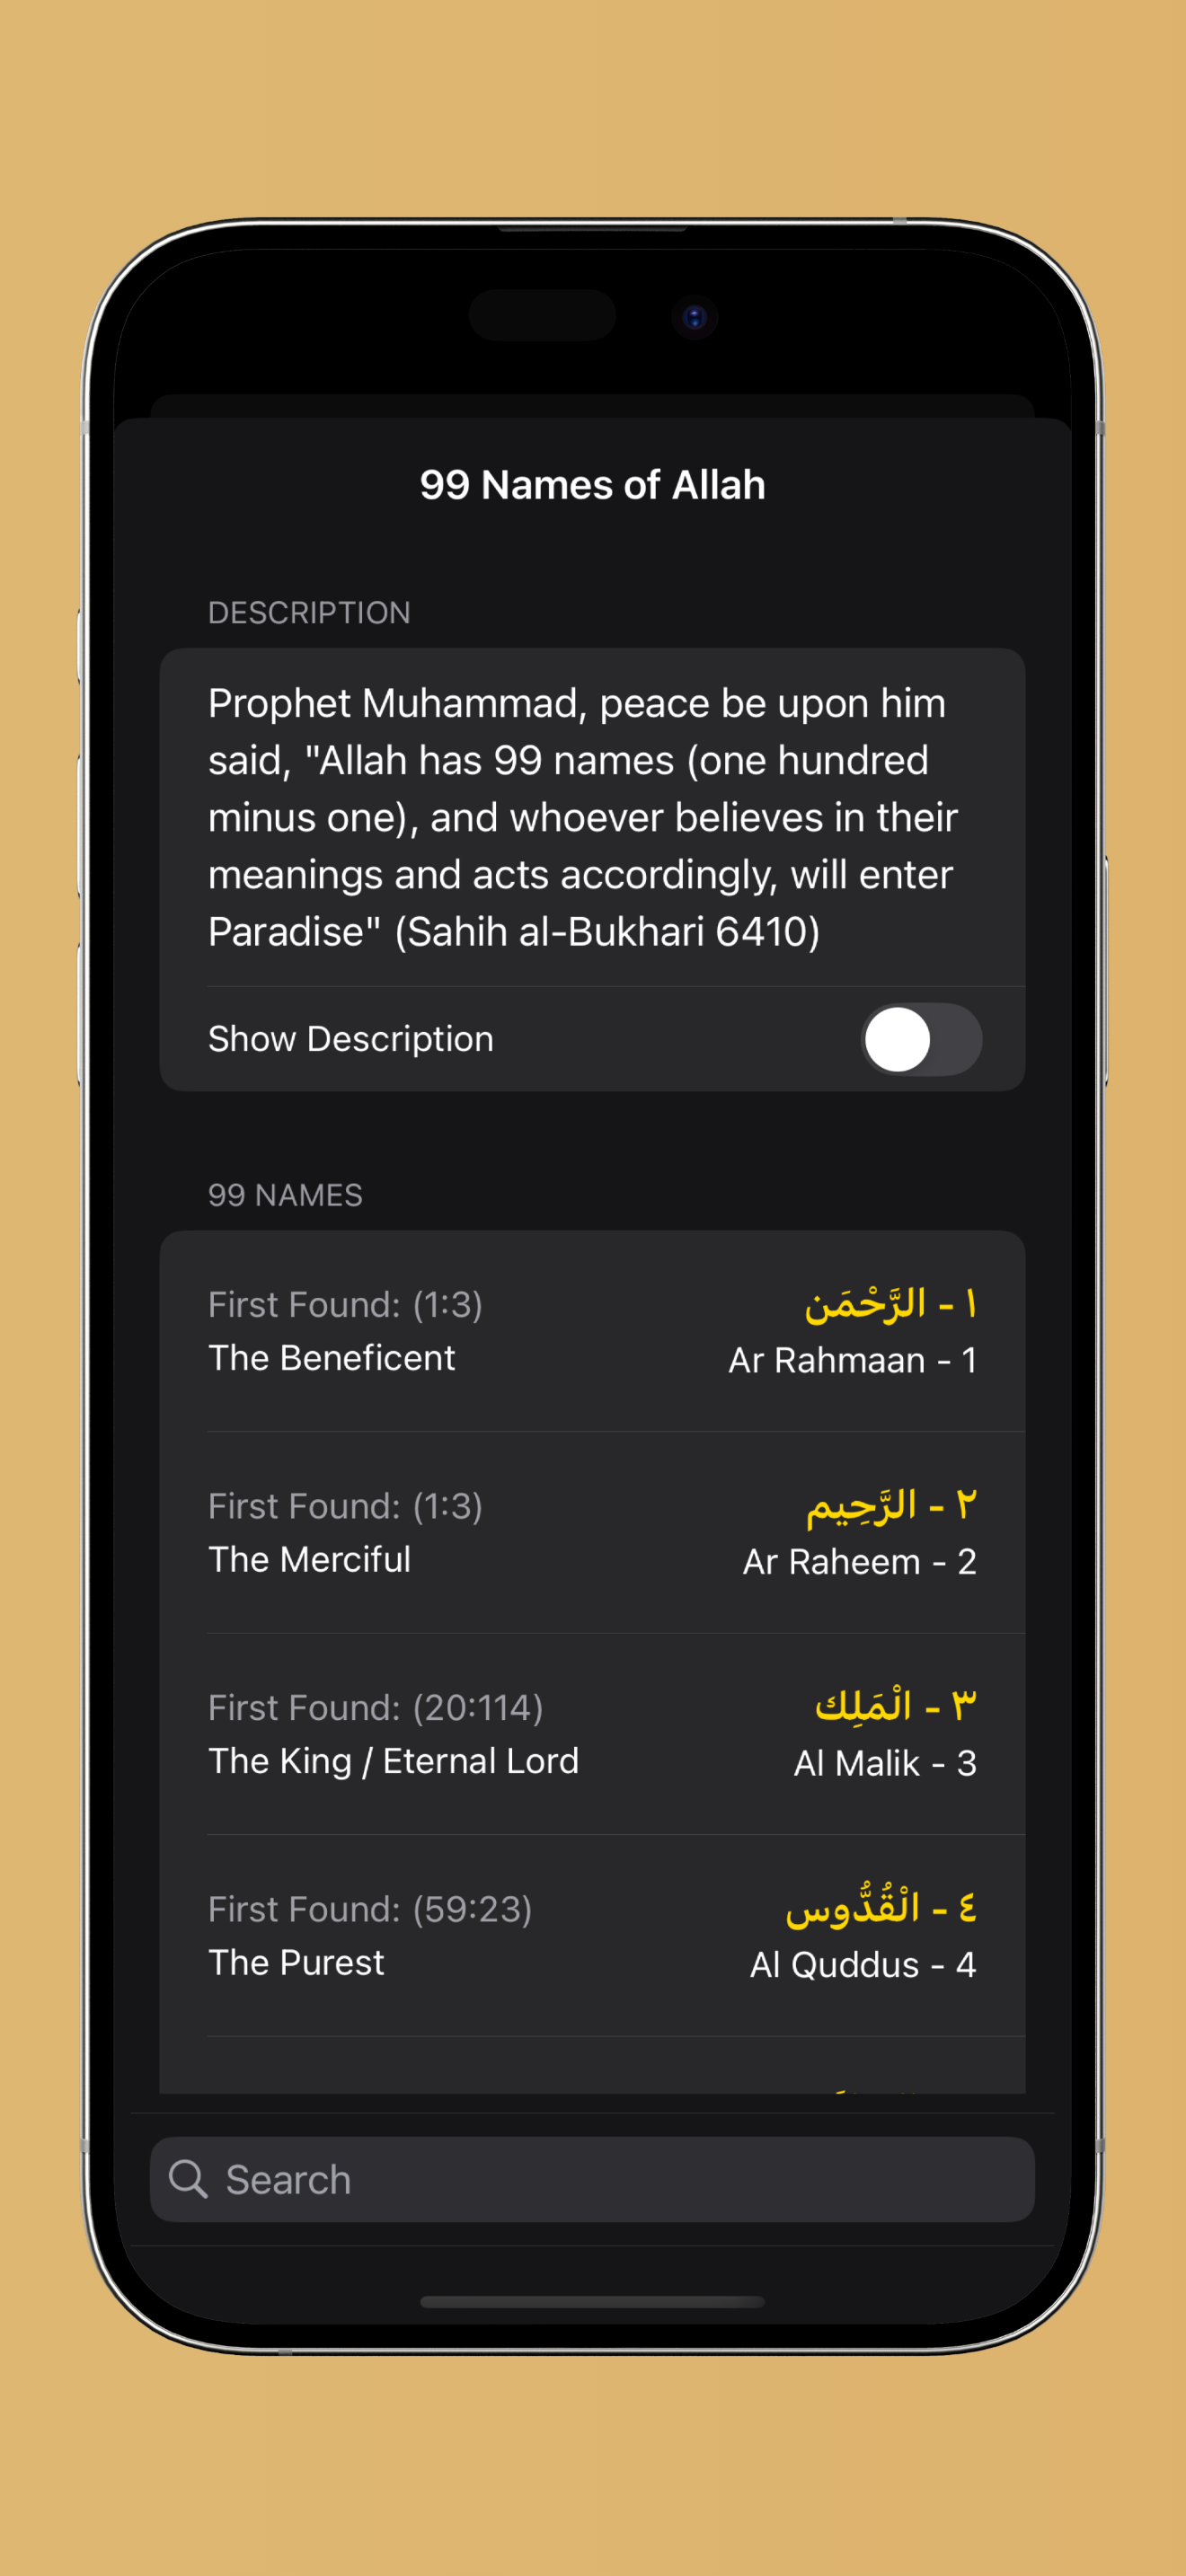 99 Names of Allah
DESCRIPTION
Prophet Muhammad, peace be upon him
said, "Allah has 99 names (one hundred
minus one), and whoever believes in their
meanings and acts accordingly, will enter
Paradise" (Sahih al-Bukhari 6410)
Show Description
99 NAMES
First Found: (1:3) ١ - الرَّحْمَن
The Beneficent Ar Rahmaan - 1
First Found: (1:3) ٢ - الرَّحِيم
The Merciful Ar Raheem - 2
First Found: (20:114) ٣ - الْمَلِك
The King / Eternal Lord Al Malik - 3
First Found: (59:23) ٤ - الْقُدُّوس
The Purest Al Quddus - 4
Search